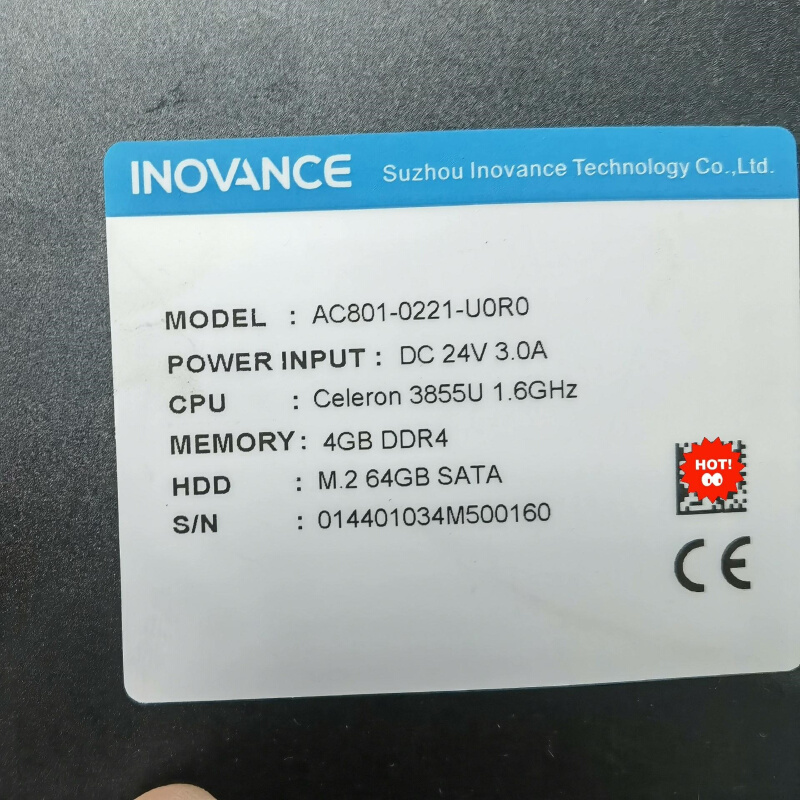 INOVANCE Suzhou Inovance Technology Co.,Ltd.
MODEL : AC801-0221-U0R0
POWER INPUT : DC 24V 3.0A
CPU : Celeron 3855U 1.6GHz
MEMORY : 4GB DDR4
HDD : M.2 64GB SATA
HOT!
S/N : 014401034M500160
CE